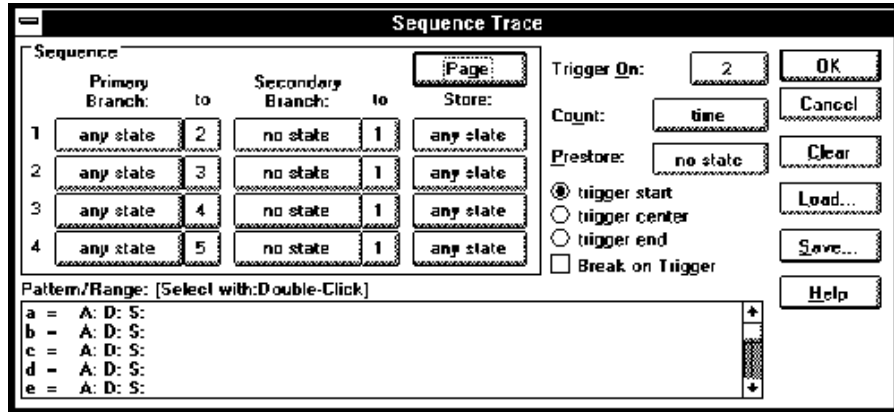 Sequence Trace
Sequence
Page
Primary Branch: to Secondary Branch: to Store:
1 any state 2 no state 1 any state
2 any state 3 no state 1 any state
3 any state 4 no state 1 any state
4 any state 5 no state 1 any state
Trigger On: 2
Count: time
Prestore: no state
trigger start
trigger center
trigger end
Break on Trigger
OK
Cancel
Clear
Load...
Save...
Help
Pattern/Range: [Select with:Double-Click]
a = A: D: S:
b = A: D: S:
c = A: D: S:
d = A: D: S:
e = A: D: S: